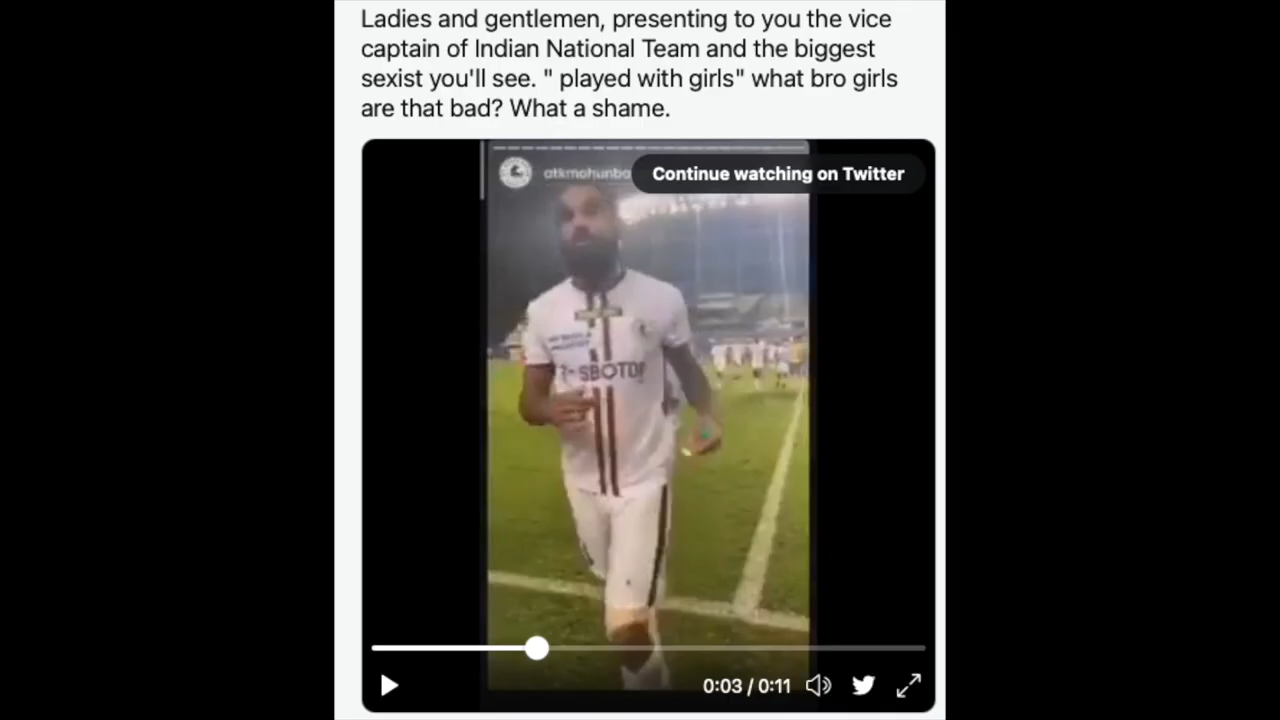 Ladies and gentlemen, presenting to you the vice
captain of Indian National Team and the biggest
sexist you'll see. " played with girls" what bro girls
are that bad? What a shame.
atkmohunba
Continue watching on Twitter
SBOTOP
0:03 / 0:11